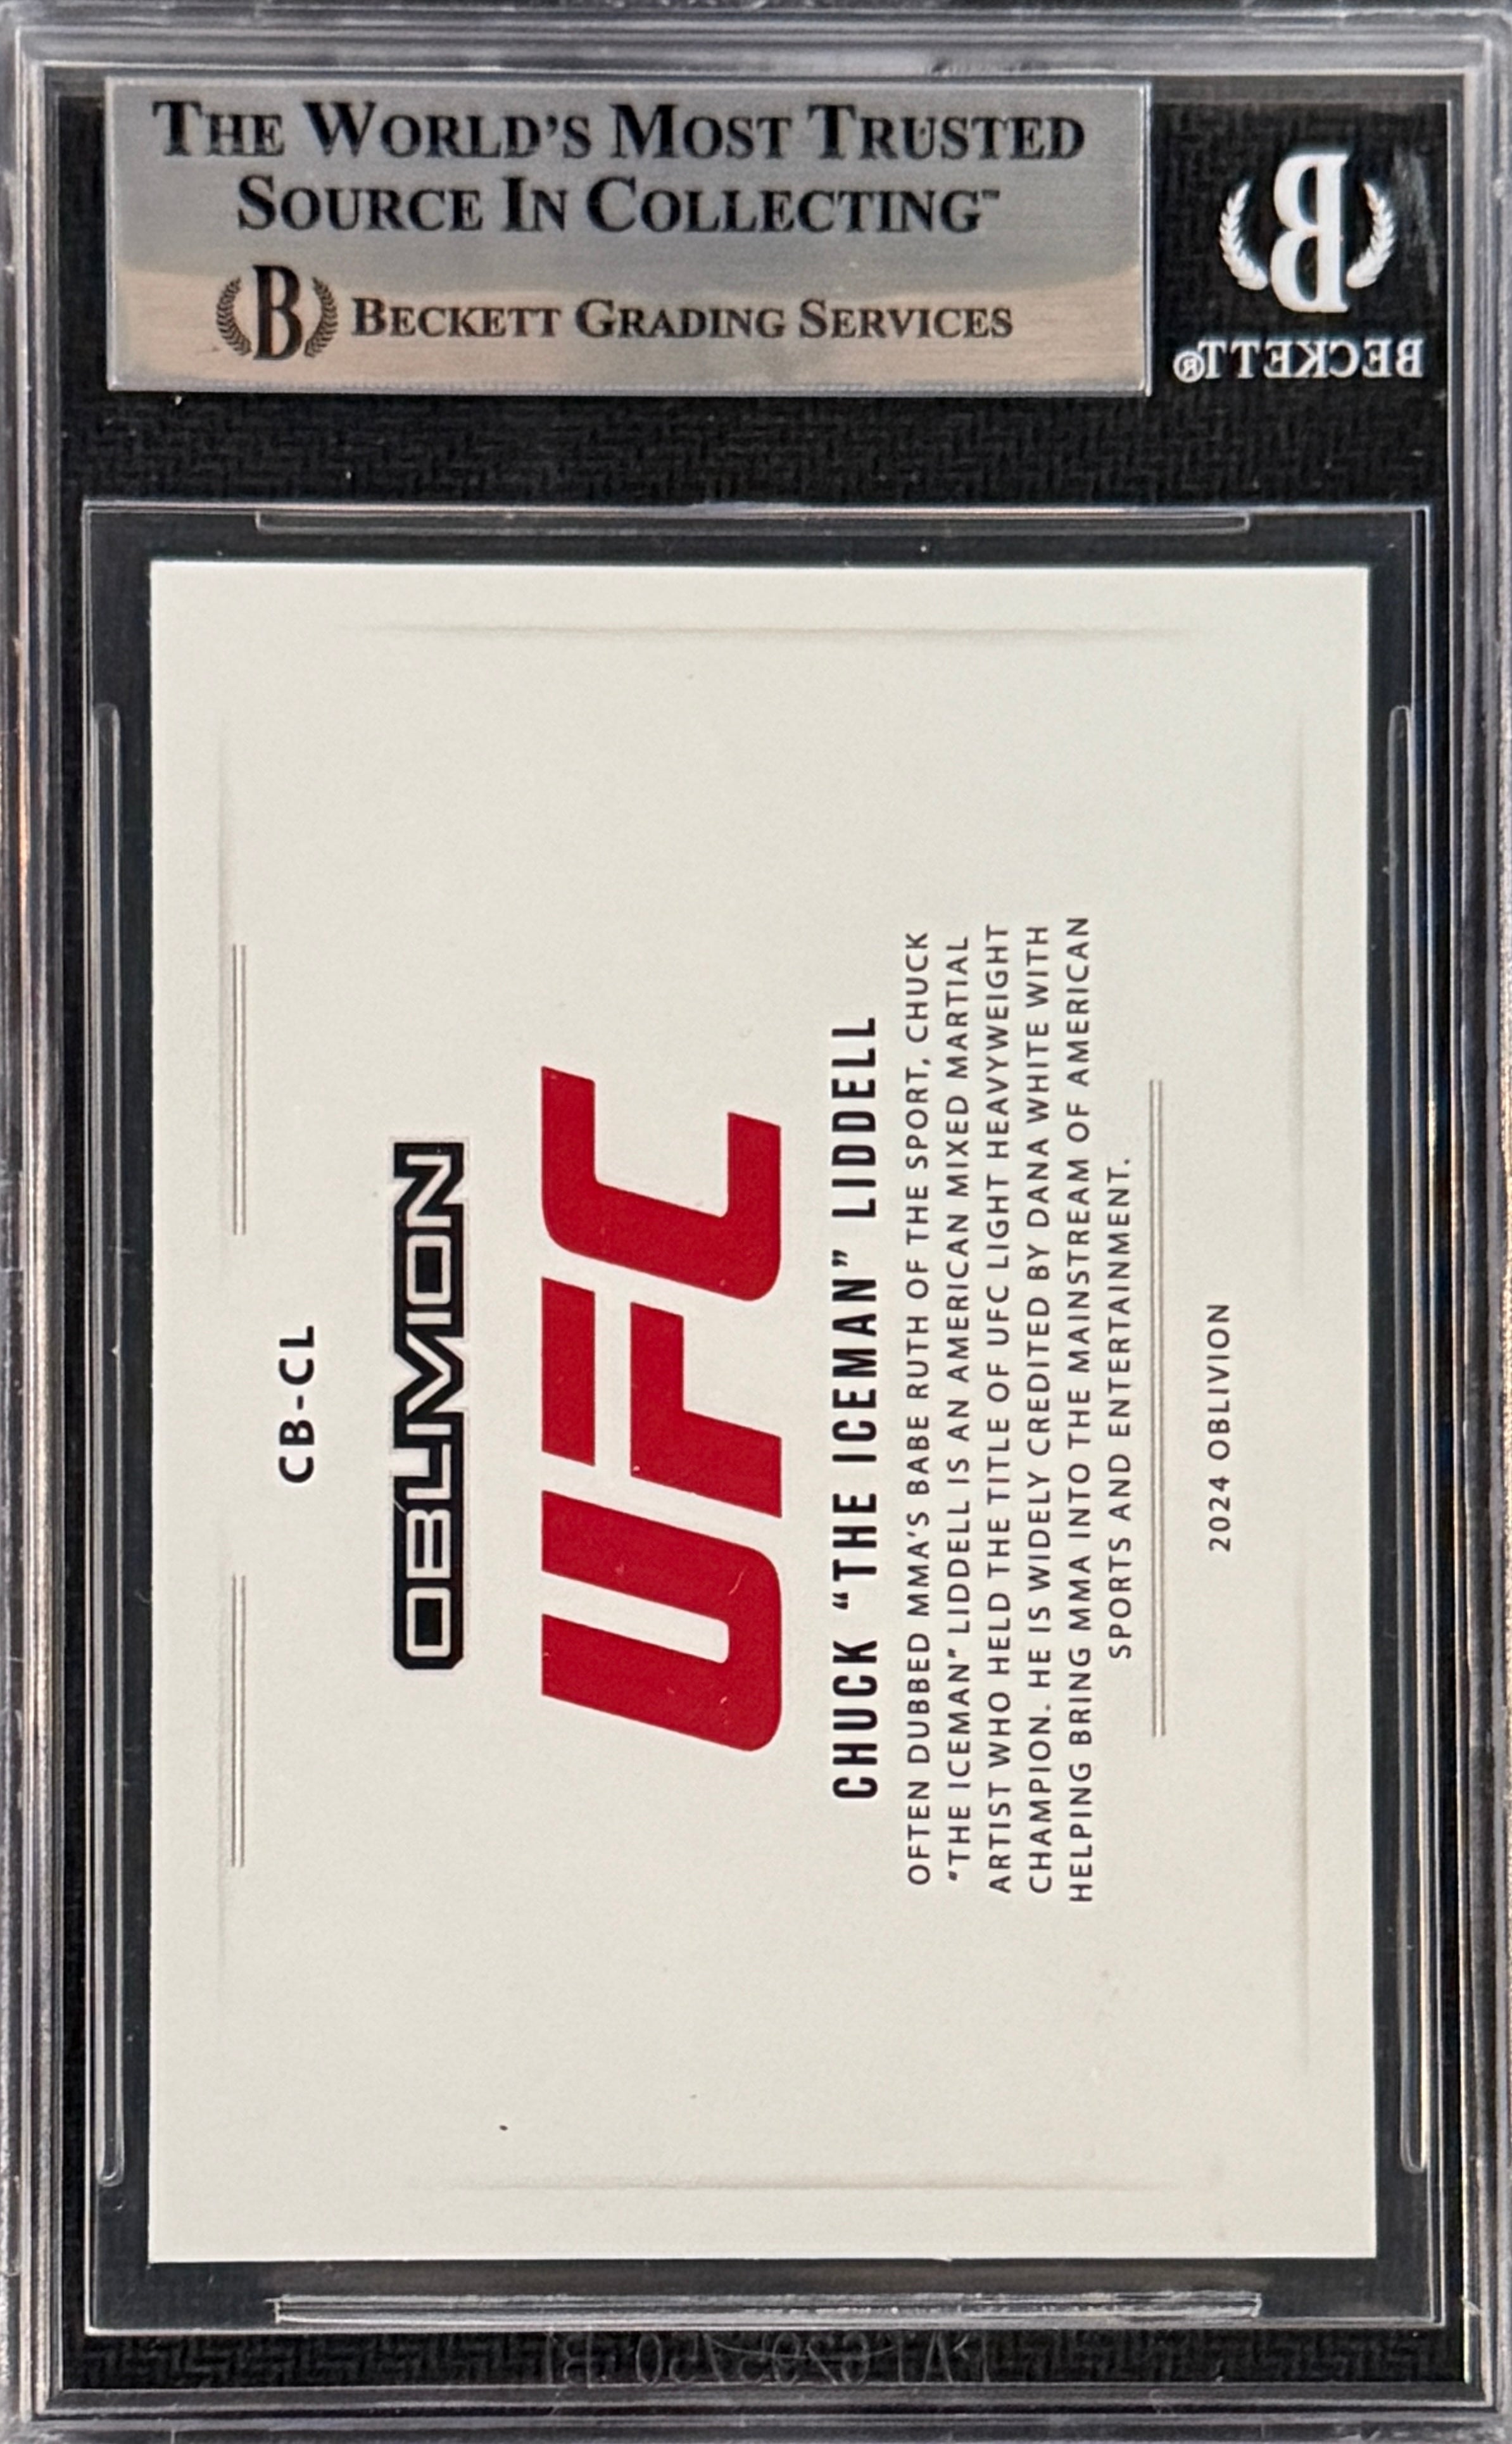 THE WORLD'S MOST TRUSTED
SOURCE IN COLLECTING™
B BECKETT GRADING SERVICES
B
BECKETT®
CB-CL
OBLIVION
UFC
CHUCK "THE ICEMAN" LIDDELL
OFTEN DUBBED MMA'S BABE RUTH OF THE SPORT, CHUCK
"THE ICEMAN" LIDDELL IS AN AMERICAN MIXED MARTIAL
ARTIST WHO HELD THE TITLE OF UFC LIGHT HEAVYWEIGHT
CHAMPION. HE IS WIDELY CREDITED BY DANA WHITE WITH
HELPING BRING MMA INTO THE MAINSTREAM OF AMERICAN
SPORTS AND ENTERTAINMENT.
2024 OBLIVION